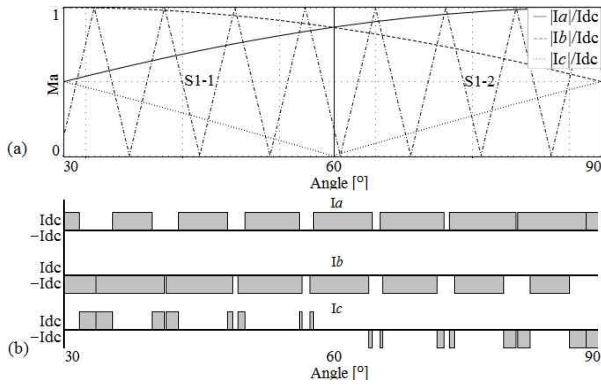 1
Ma
0
S1-1
S1-2
|Ia|/Idc
|Ib|/Idc
|Ic|/Idc
30
60
90
Angle [°]
(a)
Ia
Idc
−Idc
Ib
Idc
−Idc
Ic
Idc
−Idc
(b)
30
60
90
Angle [°]